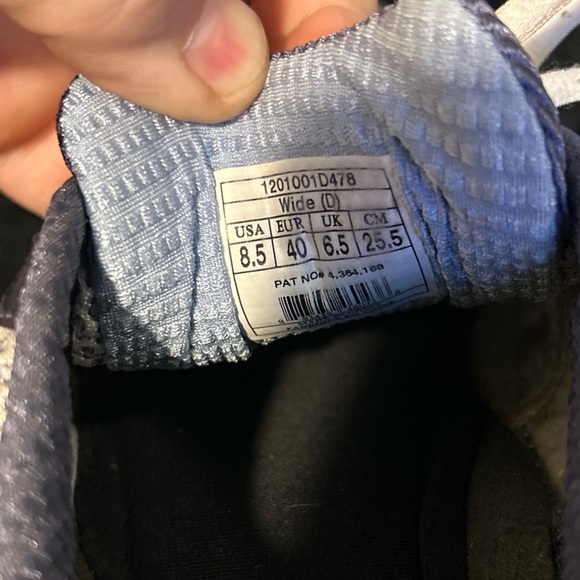 1201001D478
Wide (D)
USA EUR UK CM
8.5 40 6.5 25.5
PAT NO# 4,364,188